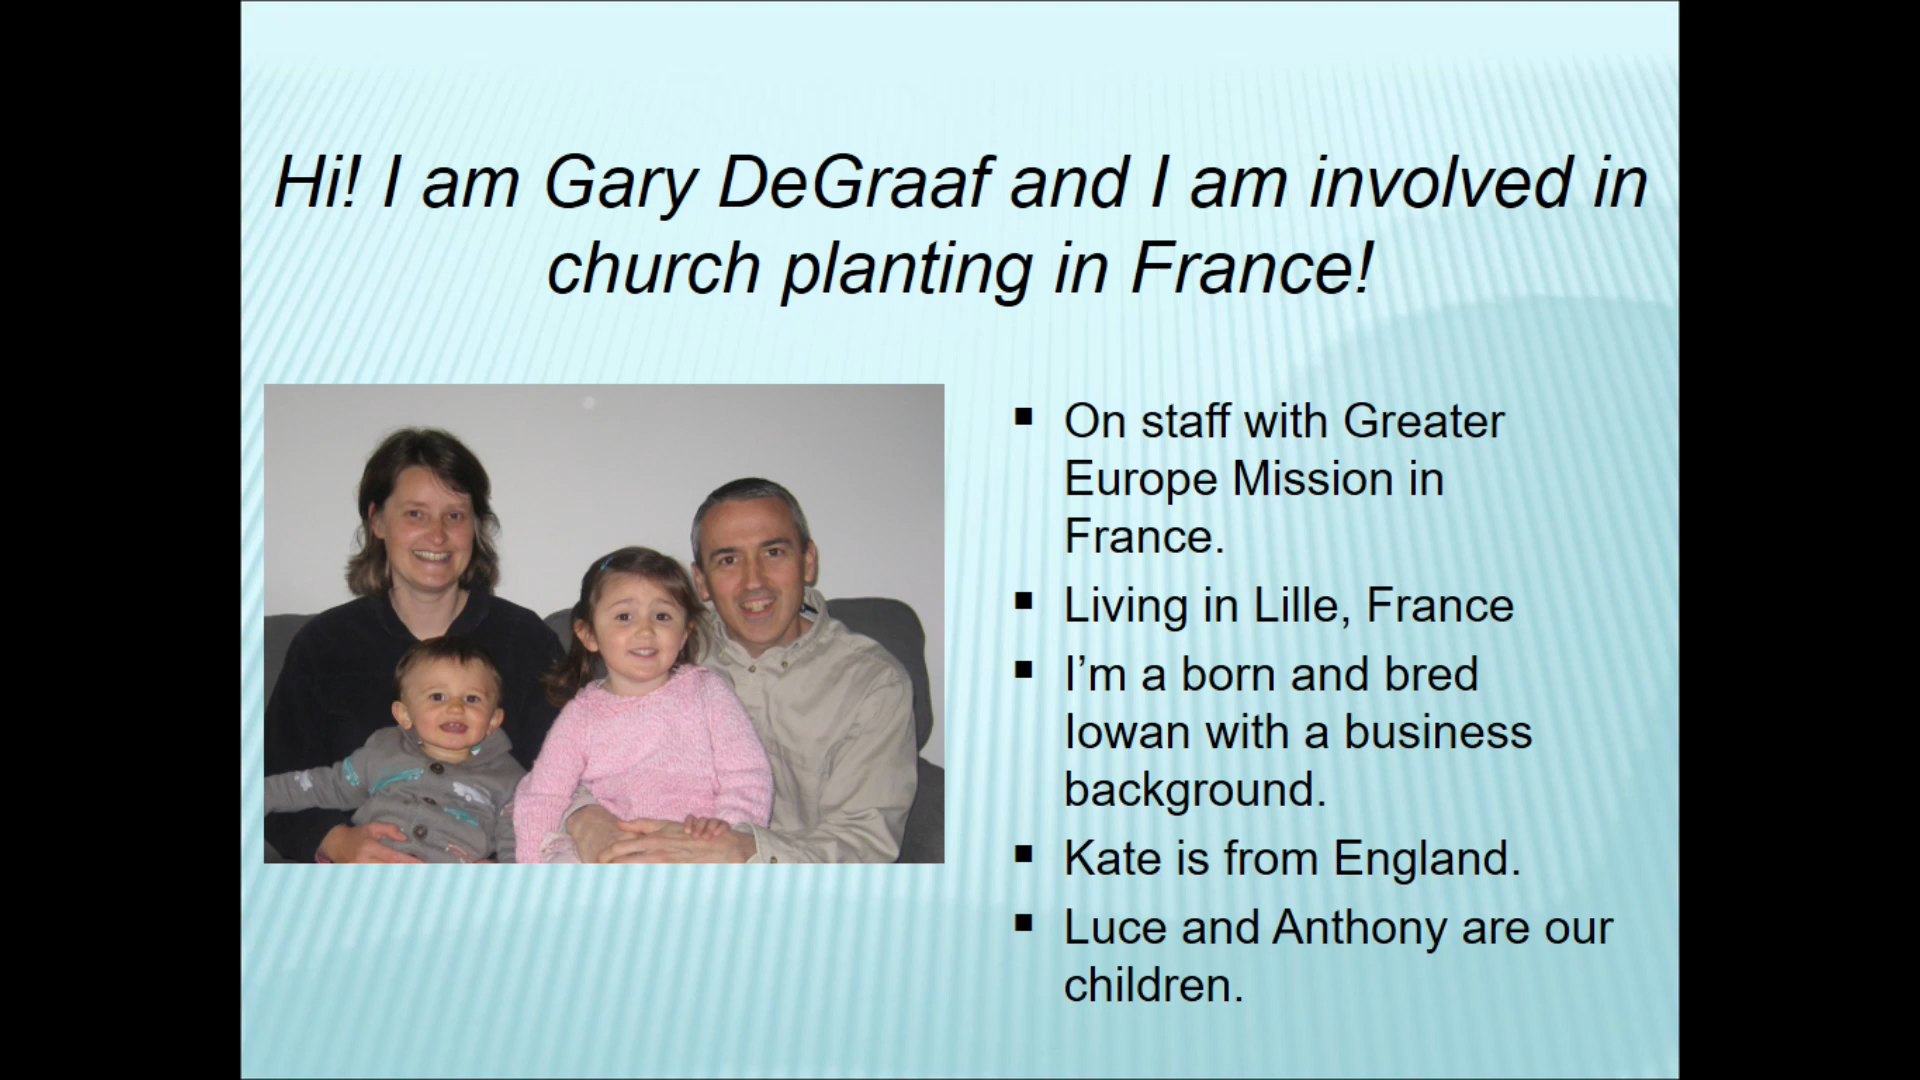 Hi! I am Gary DeGraaf and I am involved in
church planting in France!
▪ On staff with Greater
Europe Mission in
France.
▪ Living in Lille, France
▪ I’m a born and bred
Iowan with a business
background.
▪ Kate is from England.
▪ Luce and Anthony are our
children.